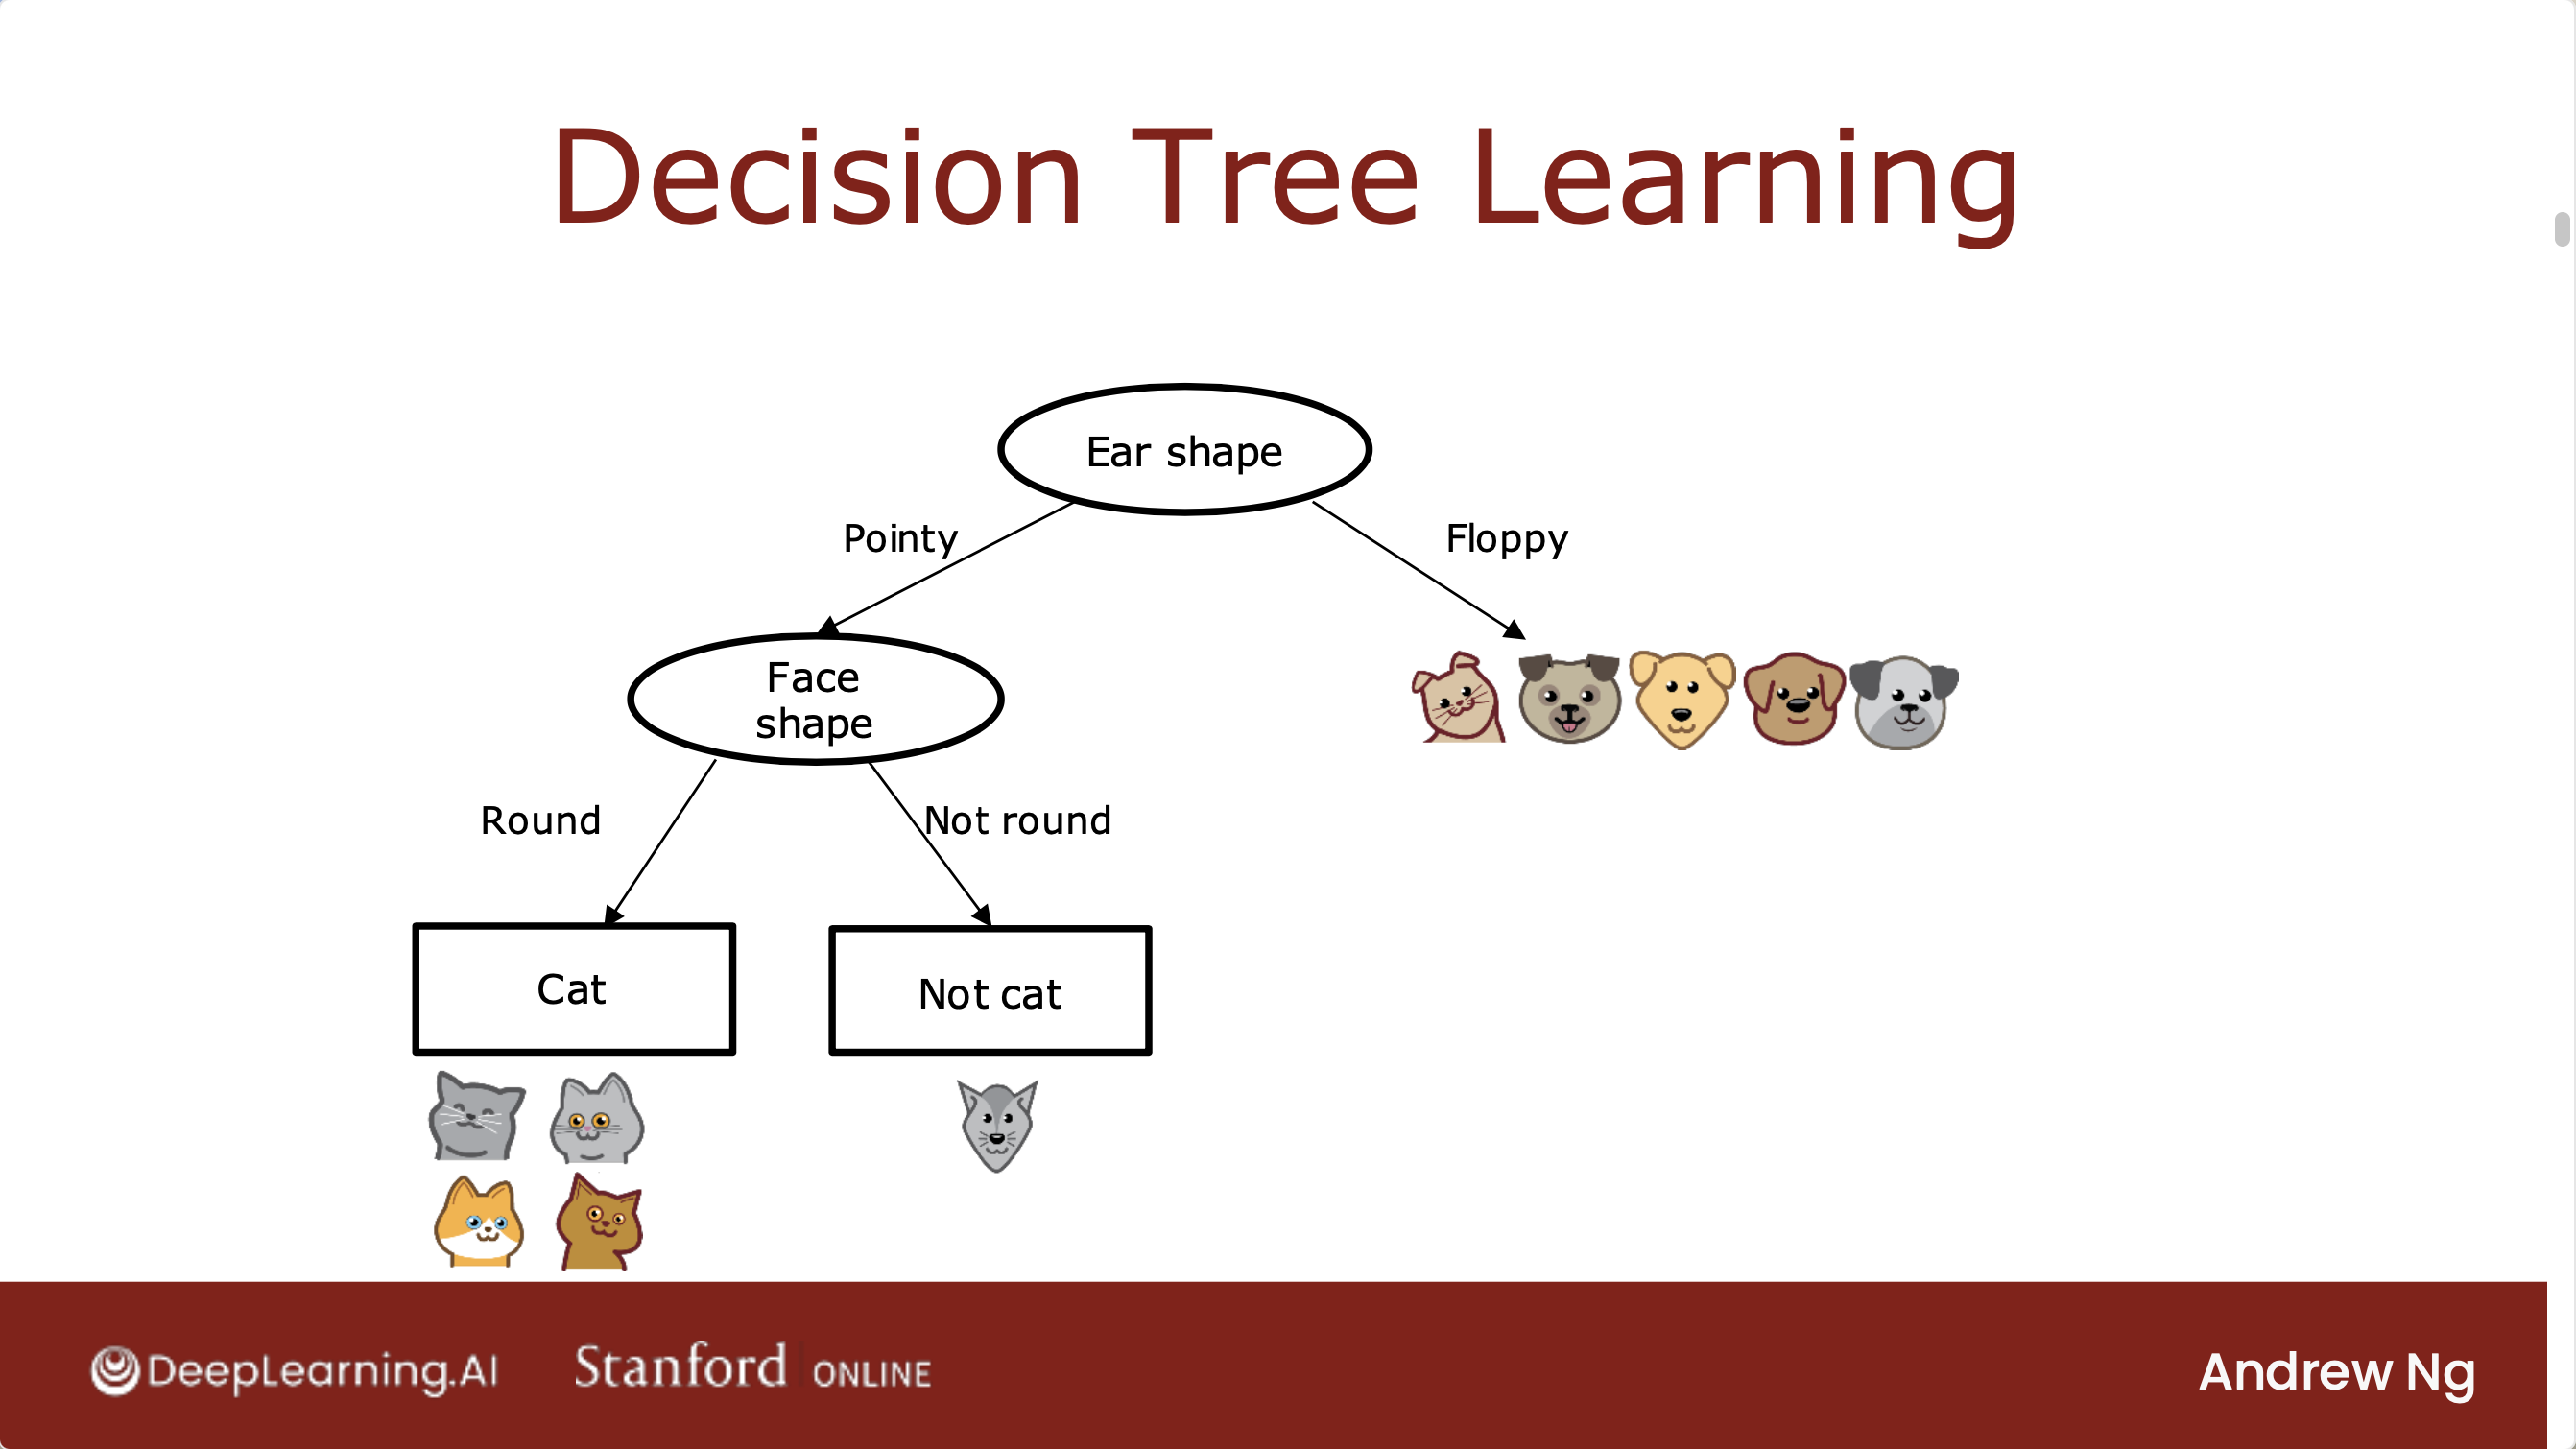 Decision Tree Learning
Ear shape
Pointy
Floppy
Face
shape
Round
Not round
Cat
Not cat
DeepLearning.AI
Stanford ONLINE
Andrew Ng